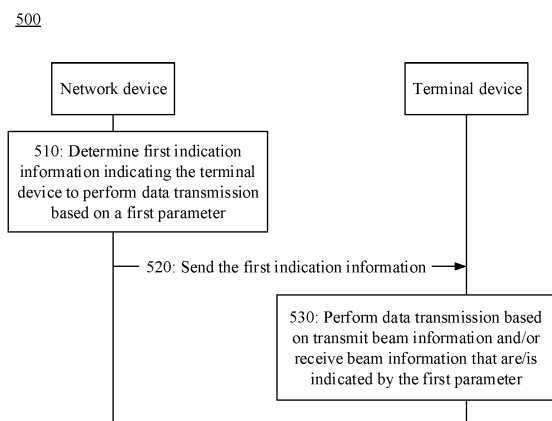 500
Network device
Terminal device
510: Determine first indication
information indicating the terminal
device to perform data transmission
based on a first parameter
520: Send the first indication information
530: Perform data transmission based
on transmit beam information and/or
receive beam information that are/is
indicated by the first parameter